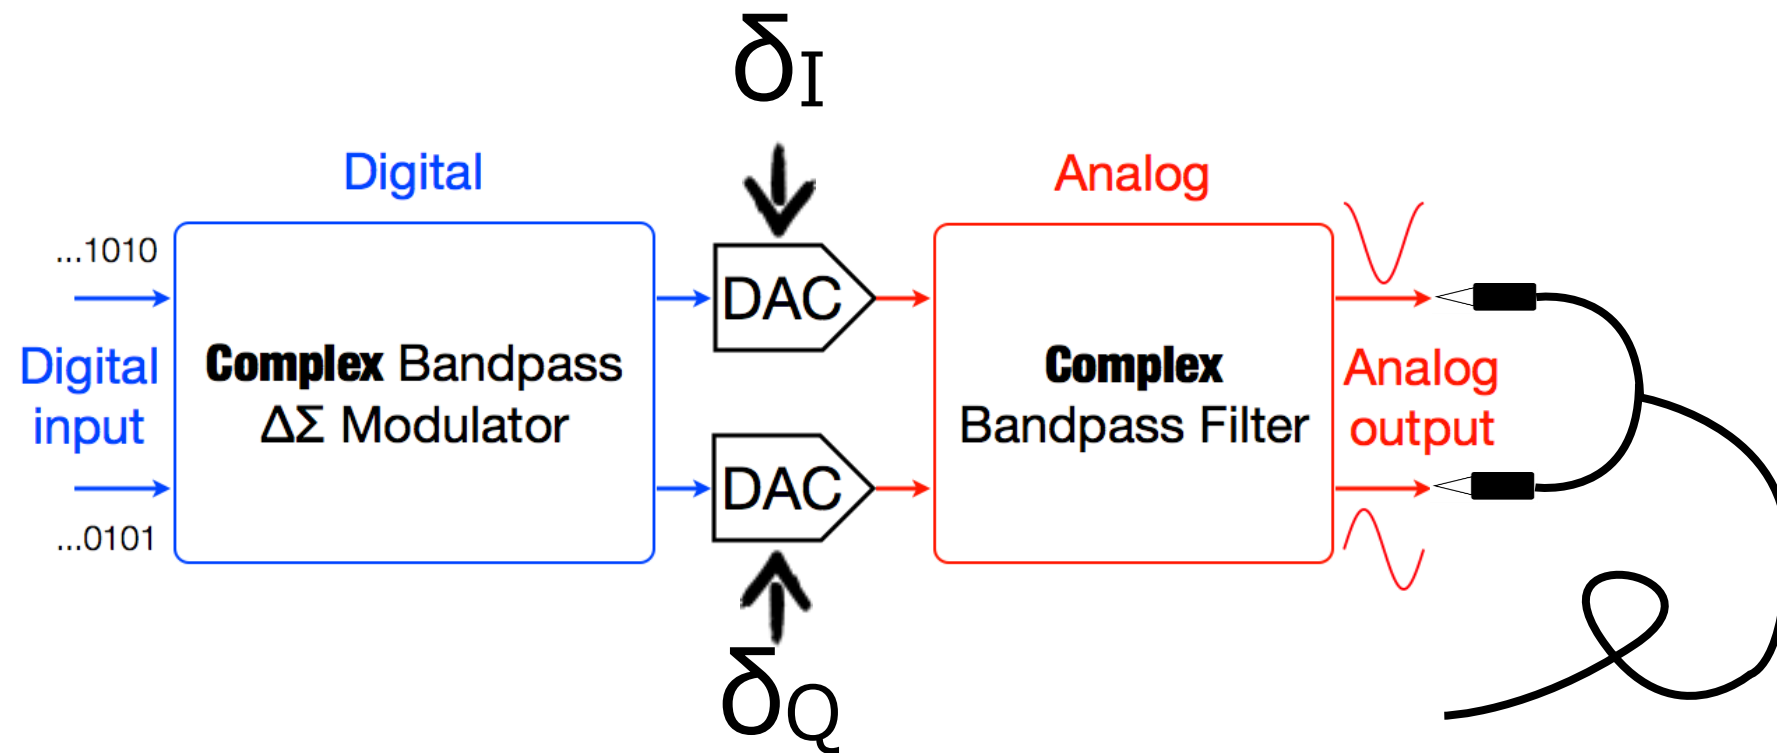 δI
Digital
Analog
...1010
DAC
Digital
input
Complex Bandpass
ΔΣ Modulator
Complex
Bandpass Filter
Analog
output
DAC
...0101
δQ